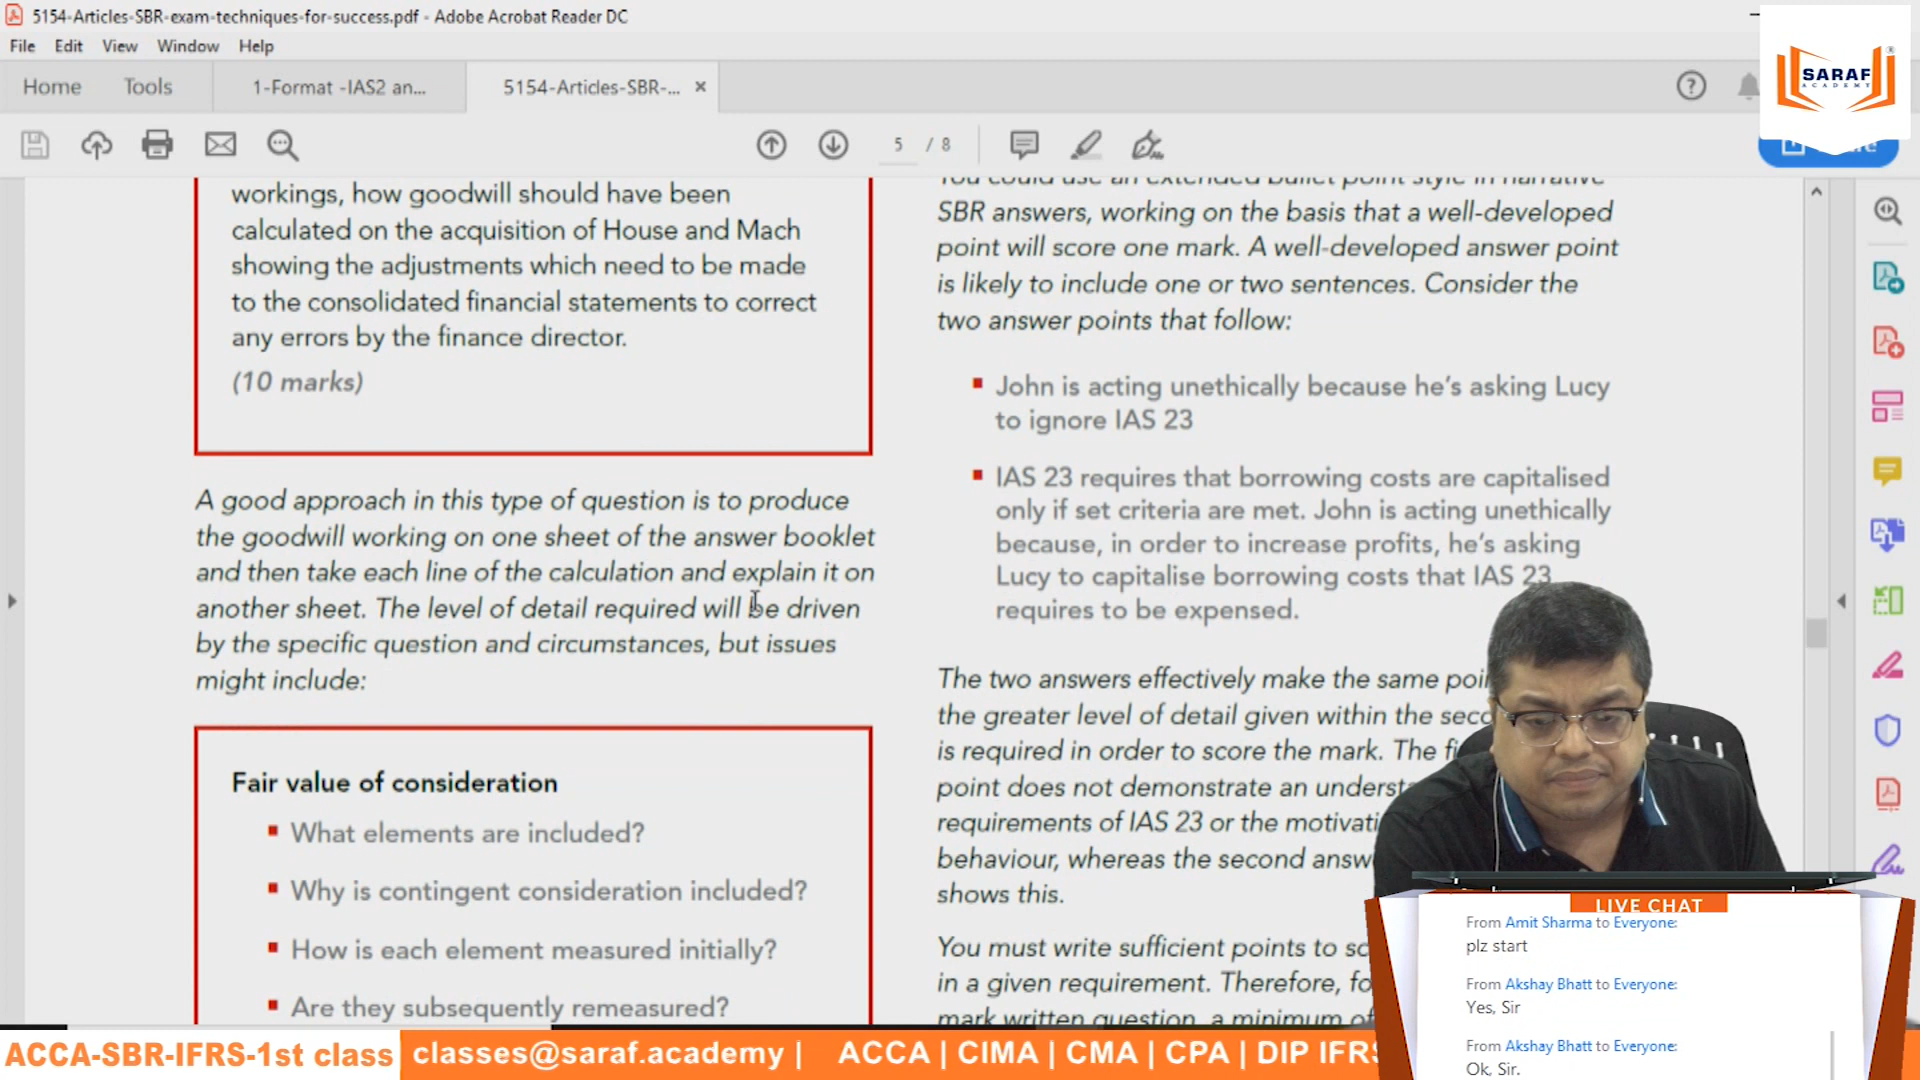 5154-Articles-SBR-exam-techniques-for-success.pdf - Adobe Acrobat Reader DC
File Edit View Window Help
Home Tools 1-Format -IAS2 an... 5154-Articles-SBR-... ×
5 / 8
SARAF
ACADEMY
workings, how goodwill should have been
calculated on the acquisition of House and Mach
showing the adjustments which need to be made
to the consolidated financial statements to correct
any errors by the finance director.
(10 marks)
A good approach in this type of question is to produce
the goodwill working on one sheet of the answer booklet
and then take each line of the calculation and explain it on
another sheet. The level of detail required will be driven
by the specific question and circumstances, but issues
might include:
Fair value of consideration
What elements are included?
Why is contingent consideration included?
How is each element measured initially?
Are they subsequently remeasured?
You could use an extended bullet point style in narrative
SBR answers, working on the basis that a well-developed
point will score one mark. A well-developed answer point
is likely to include one or two sentences. Consider the
two answer points that follow:
John is acting unethically because he's asking Lucy
to ignore IAS 23
IAS 23 requires that borrowing costs are capitalised
only if set criteria are met. John is acting unethically
because, in order to increase profits, he's asking
Lucy to capitalise borrowing costs that IAS 23
requires to be expensed.
The two answers effectively make the same
the greater level of detail given within the
is required in order to score the mark. The
point does not demonstrate an
requirements of IAS 23 or the
behaviour, whereas the second
shows this.
You must write sufficient points to
in a given requirement. Therefore,
mark written question, a minimum of
LIVE CHAT
From Amit Sharma to Everyone:
plz start
From Akshay Bhatt to Everyone:
Yes, Sir
From Akshay Bhatt to Everyone:
Ok, Sir.
ACCA-SBR-IFRS-1st class classes@saraf.academy | ACCA | CIMA | CMA | CPA | DIP IFRS